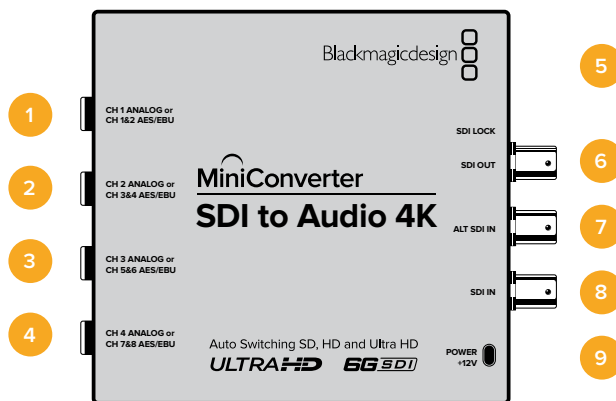 Blackmagicdesign
1
CH 1 ANALOG or
CH 1&2 AES/EBU
2
CH 2 ANALOG or
CH 3&4 AES/EBU
3
CH 3 ANALOG or
CH 5&6 AES/EBU
4
CH 4 ANALOG or
CH 7&8 AES/EBU
MiniConverter
SDI to Audio 4K
Auto Switching SD, HD and Ultra HD
ULTRAHD 6G SDI
5
SDI LOCK
SDI OUT
6
ALT SDI IN
7
SDI IN
8
POWER
+12V
9